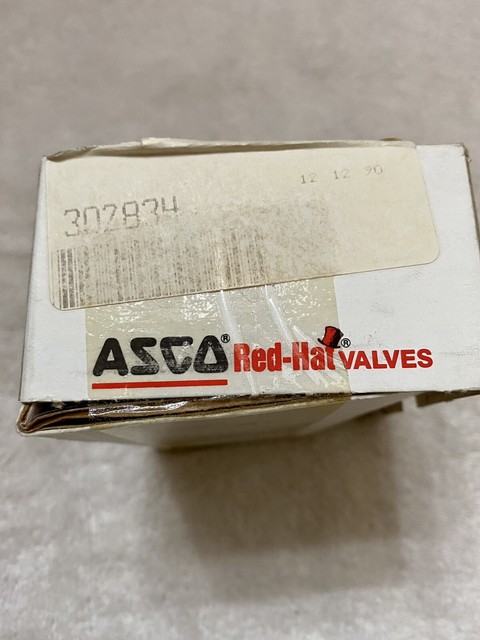 12 12 90
302834
ASCO® Red-Hat® VALVES